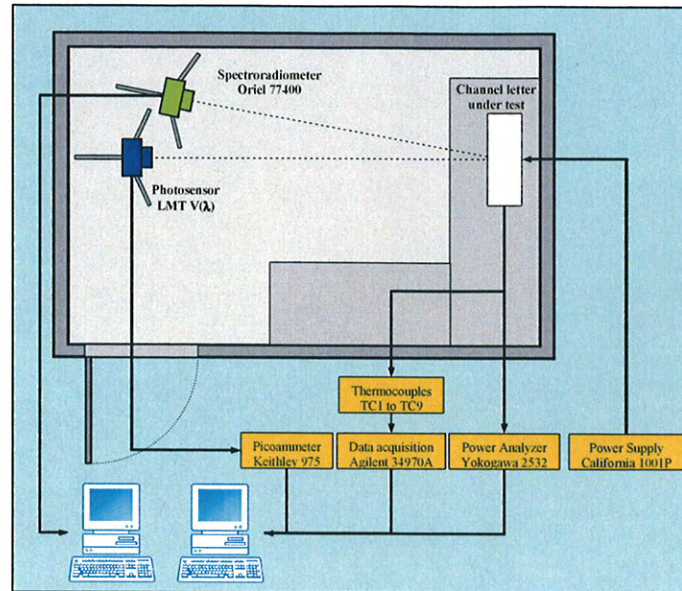 Spectroradiometer
Oriel 77400
Channel letter
under test
Photosensor
LMT V(λ)
Thermocouples
TC1 to TC9
Picoammeter
Keithley 975
Data acquisition
Agilent 34970A
Power Analyzer
Yokogawa 2532
Power Supply
California 1001P